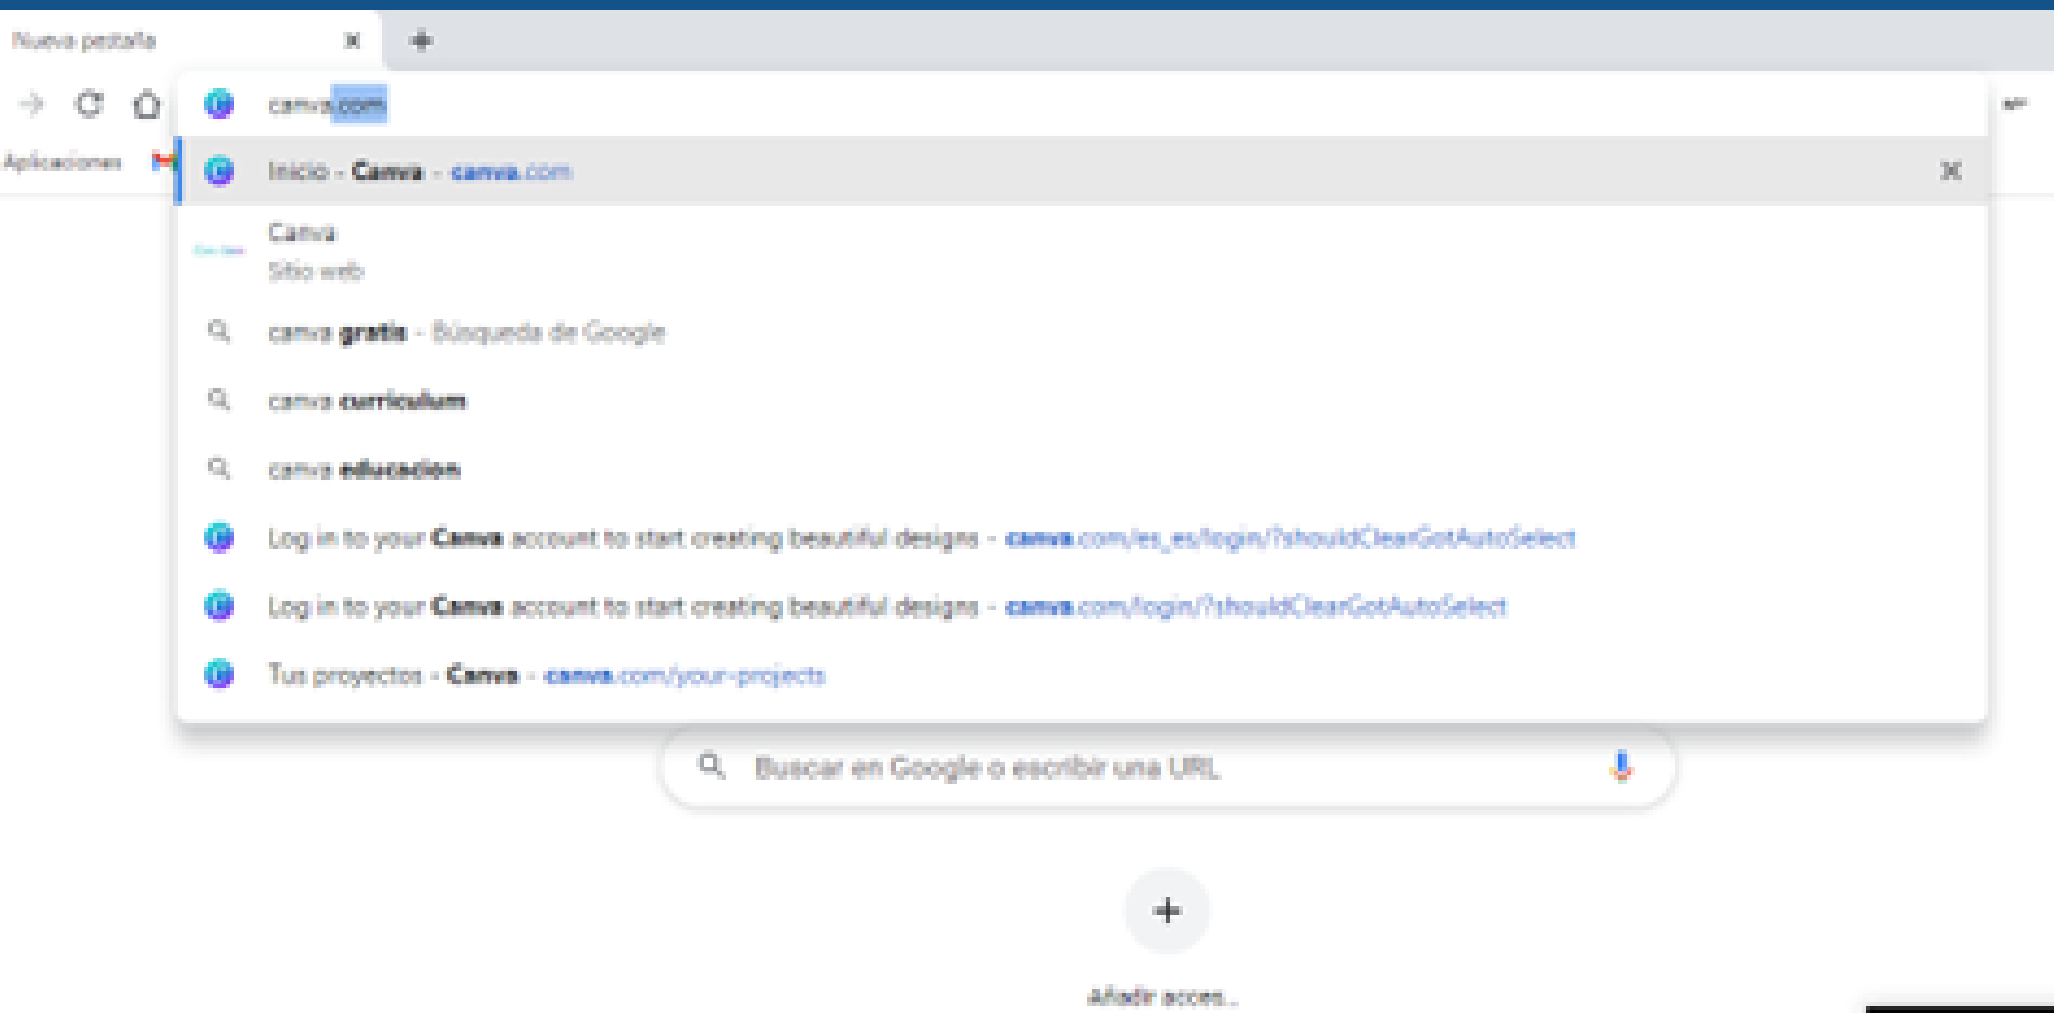 Nueva pestaña
canva.com
Aplicaciones
Inicio - Canva - canva.com
Canva
Sitio web
canva gratis - Búsqueda de Google
canva curriculum
canva educacion
Log in to your Canva account to start creating beautiful designs - canva.com/es_es/login/?shouldClearGotAutoSelect
Log in to your Canva account to start creating beautiful designs - canva.com/login/?shouldClearGotAutoSelect
Tus proyectos - Canva - canva.com/your-projects
Buscar en Google o escribir una URL
Añadir acces...